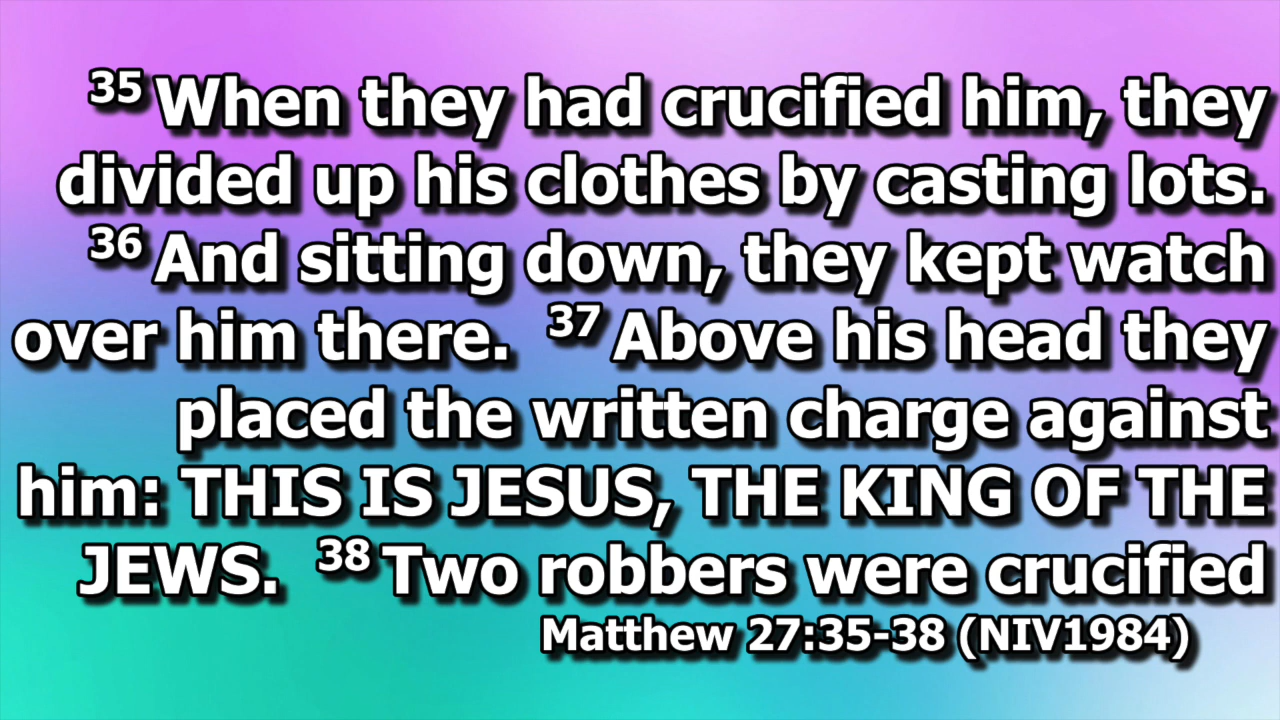 35 When they had crucified him, they
divided up his clothes by casting lots.
36 And sitting down, they kept watch
over him there. 37 Above his head they
placed the written charge against
him: THIS IS JESUS, THE KING OF THE
JEWS. 38 Two robbers were crucified
Matthew 27:35-38 (NIV1984)